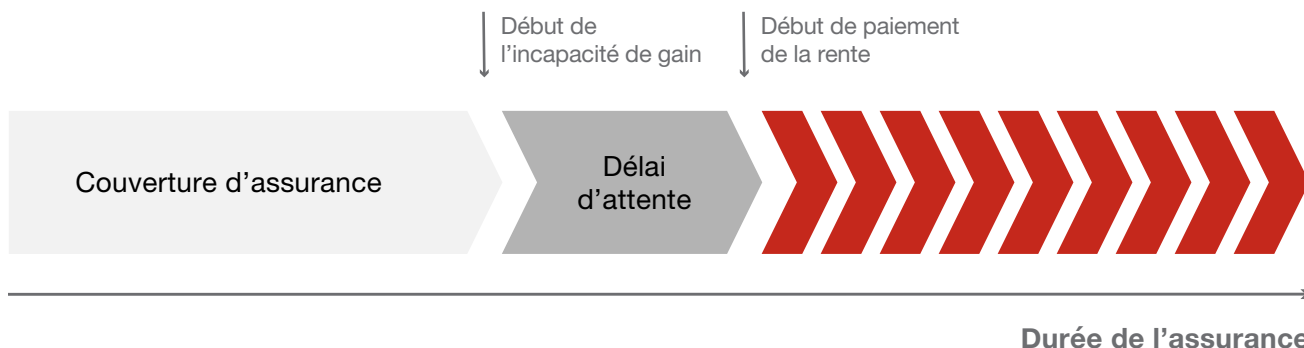 Début de
l’incapacité de gain
Début de paiement
de la rente
Couverture d’assurance
Délai
d’attente
Durée de l’assurance